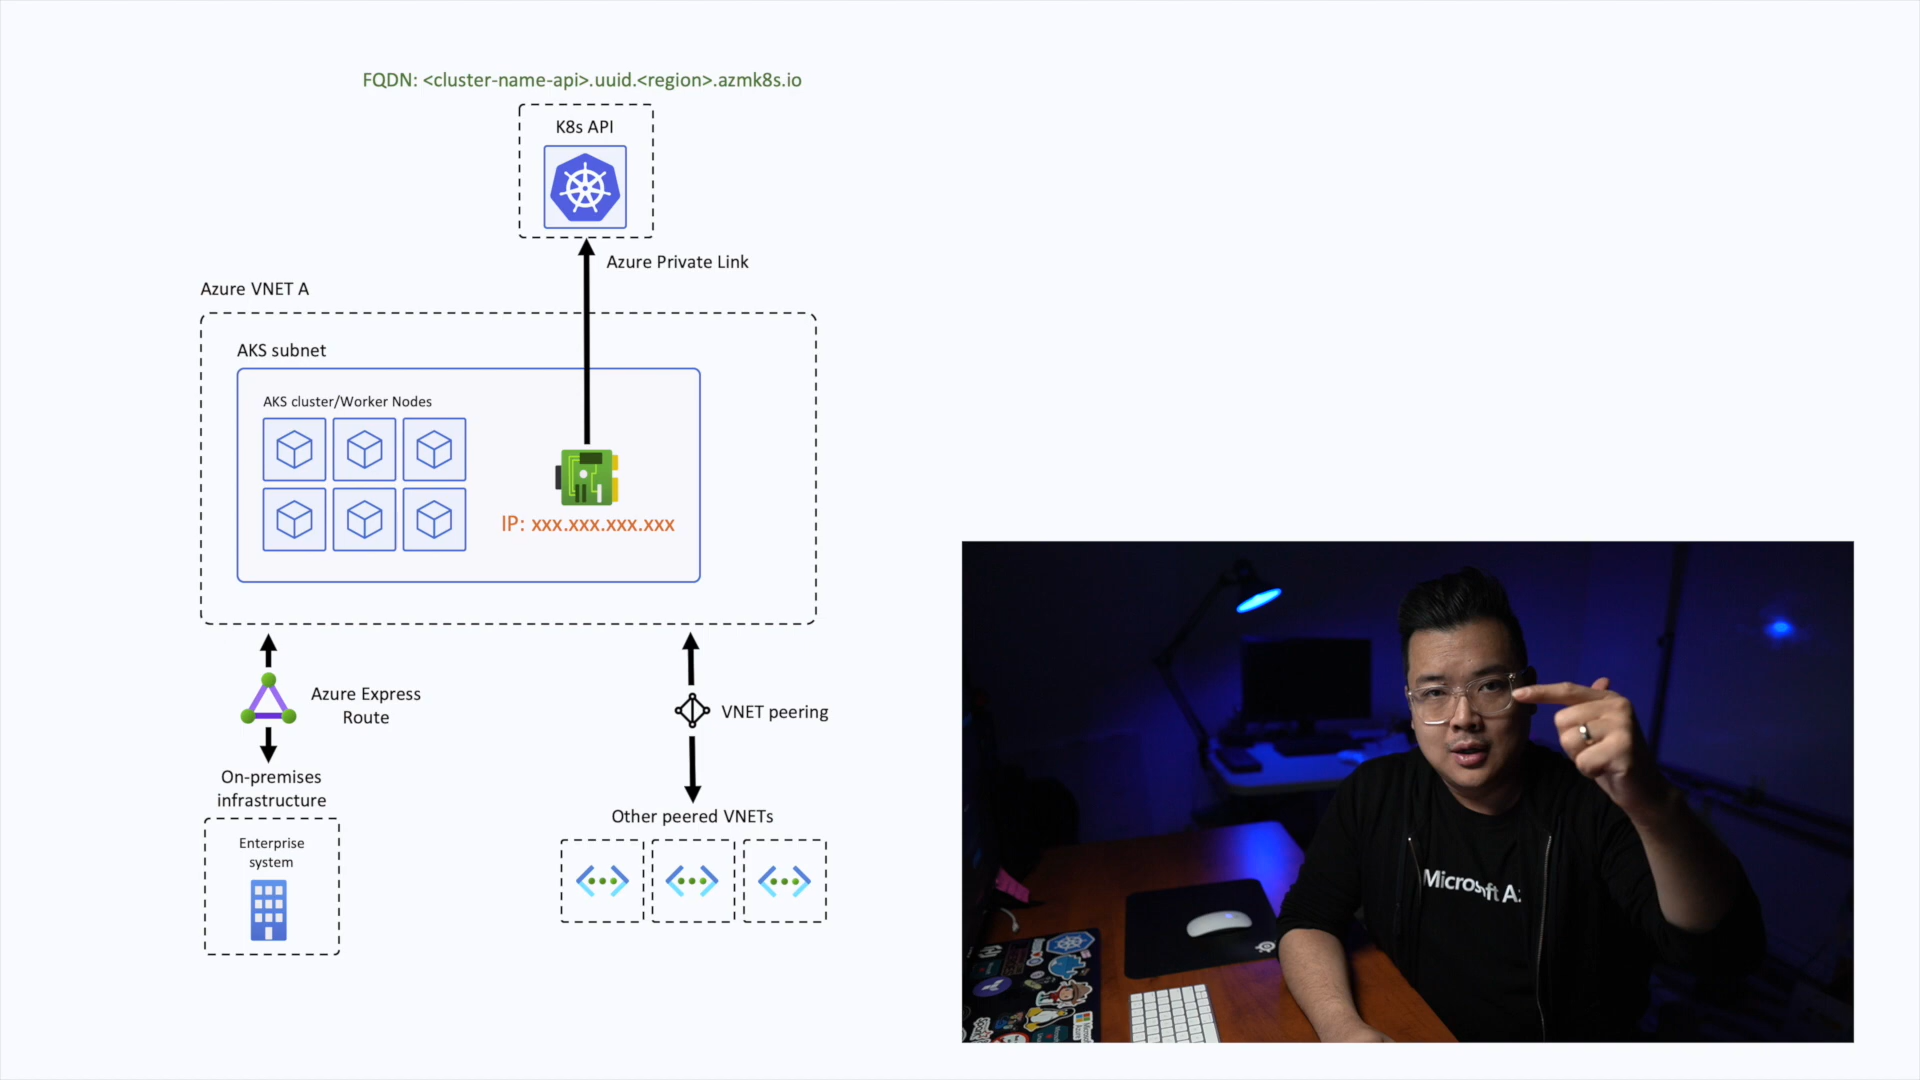 FQDN: <cluster-name-api>.uuid.<region>.azmk8s.io
K8s API
Azure Private Link
Azure VNET A
AKS subnet
AKS cluster/Worker Nodes
IP: xxx.xxx.xxx.xxx
Azure Express
Route
VNET peering
On-premises
infrastructure
Enterprise
system
Other peered VNETs
Microsoft A